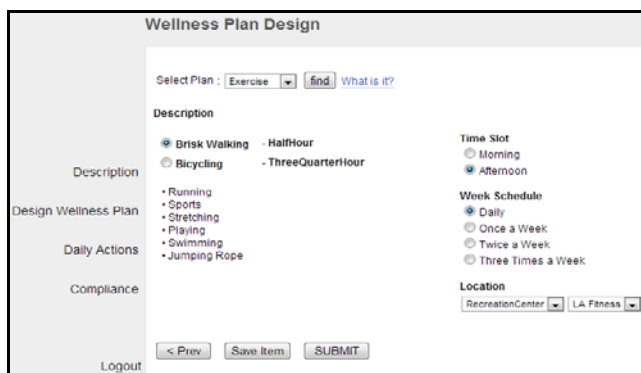 Wellness Plan Design
Select Plan : Exercise find What is it?
Description
Brisk Walking - HalfHour
Bicycling - ThreeQuarterHour
• Running
• Sports
• Stretching
• Playing
• Swimming
• Jumping Rope
Time Slot
Morning
Afternoon
Week Schedule
Daily
Once a Week
Twice a Week
Three Times a Week
Location
RecreationCenter LA Fitness
< Prev Save Item SUBMIT
Description
Design Wellness Plan
Daily Actions
Compliance
Logout